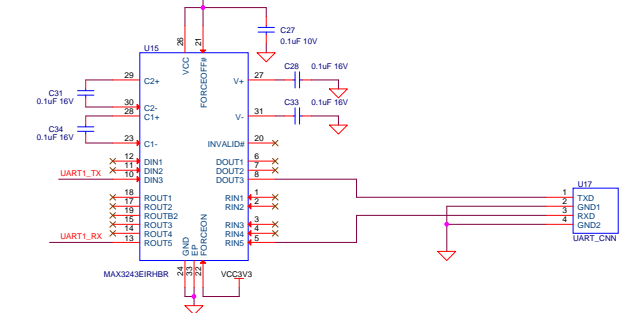 C27
0.1uF 10V
U15
26
21
VCC
FORCEOFF#
29
C2+
V+
27
C28
0.1uF 16V
C31
0.1uF 16V
30
C2-
28
C1+
V-
31
C33
0.1uF 16V
C34
0.1uF 16V
23
C1-
INVALID#
20
12
DIN1
DOUT1
6
11
DIN2
DOUT2
7
UART1_TX
10
DIN3
DOUT3
8
U17
18
ROUT1
RIN1
1
1
TXD
17
ROUT2
RIN2
2
2
GND1
19
ROUTB2
3
RXD
15
ROUT3
RIN3
3
4
GND2
14
ROUT4
RIN4
4
UART1_RX
13
ROUT5
RIN5
5
UART_CNN
GND
EP
FORCEON
24
33
22
MAX3243EIRHBR
VCC3V3